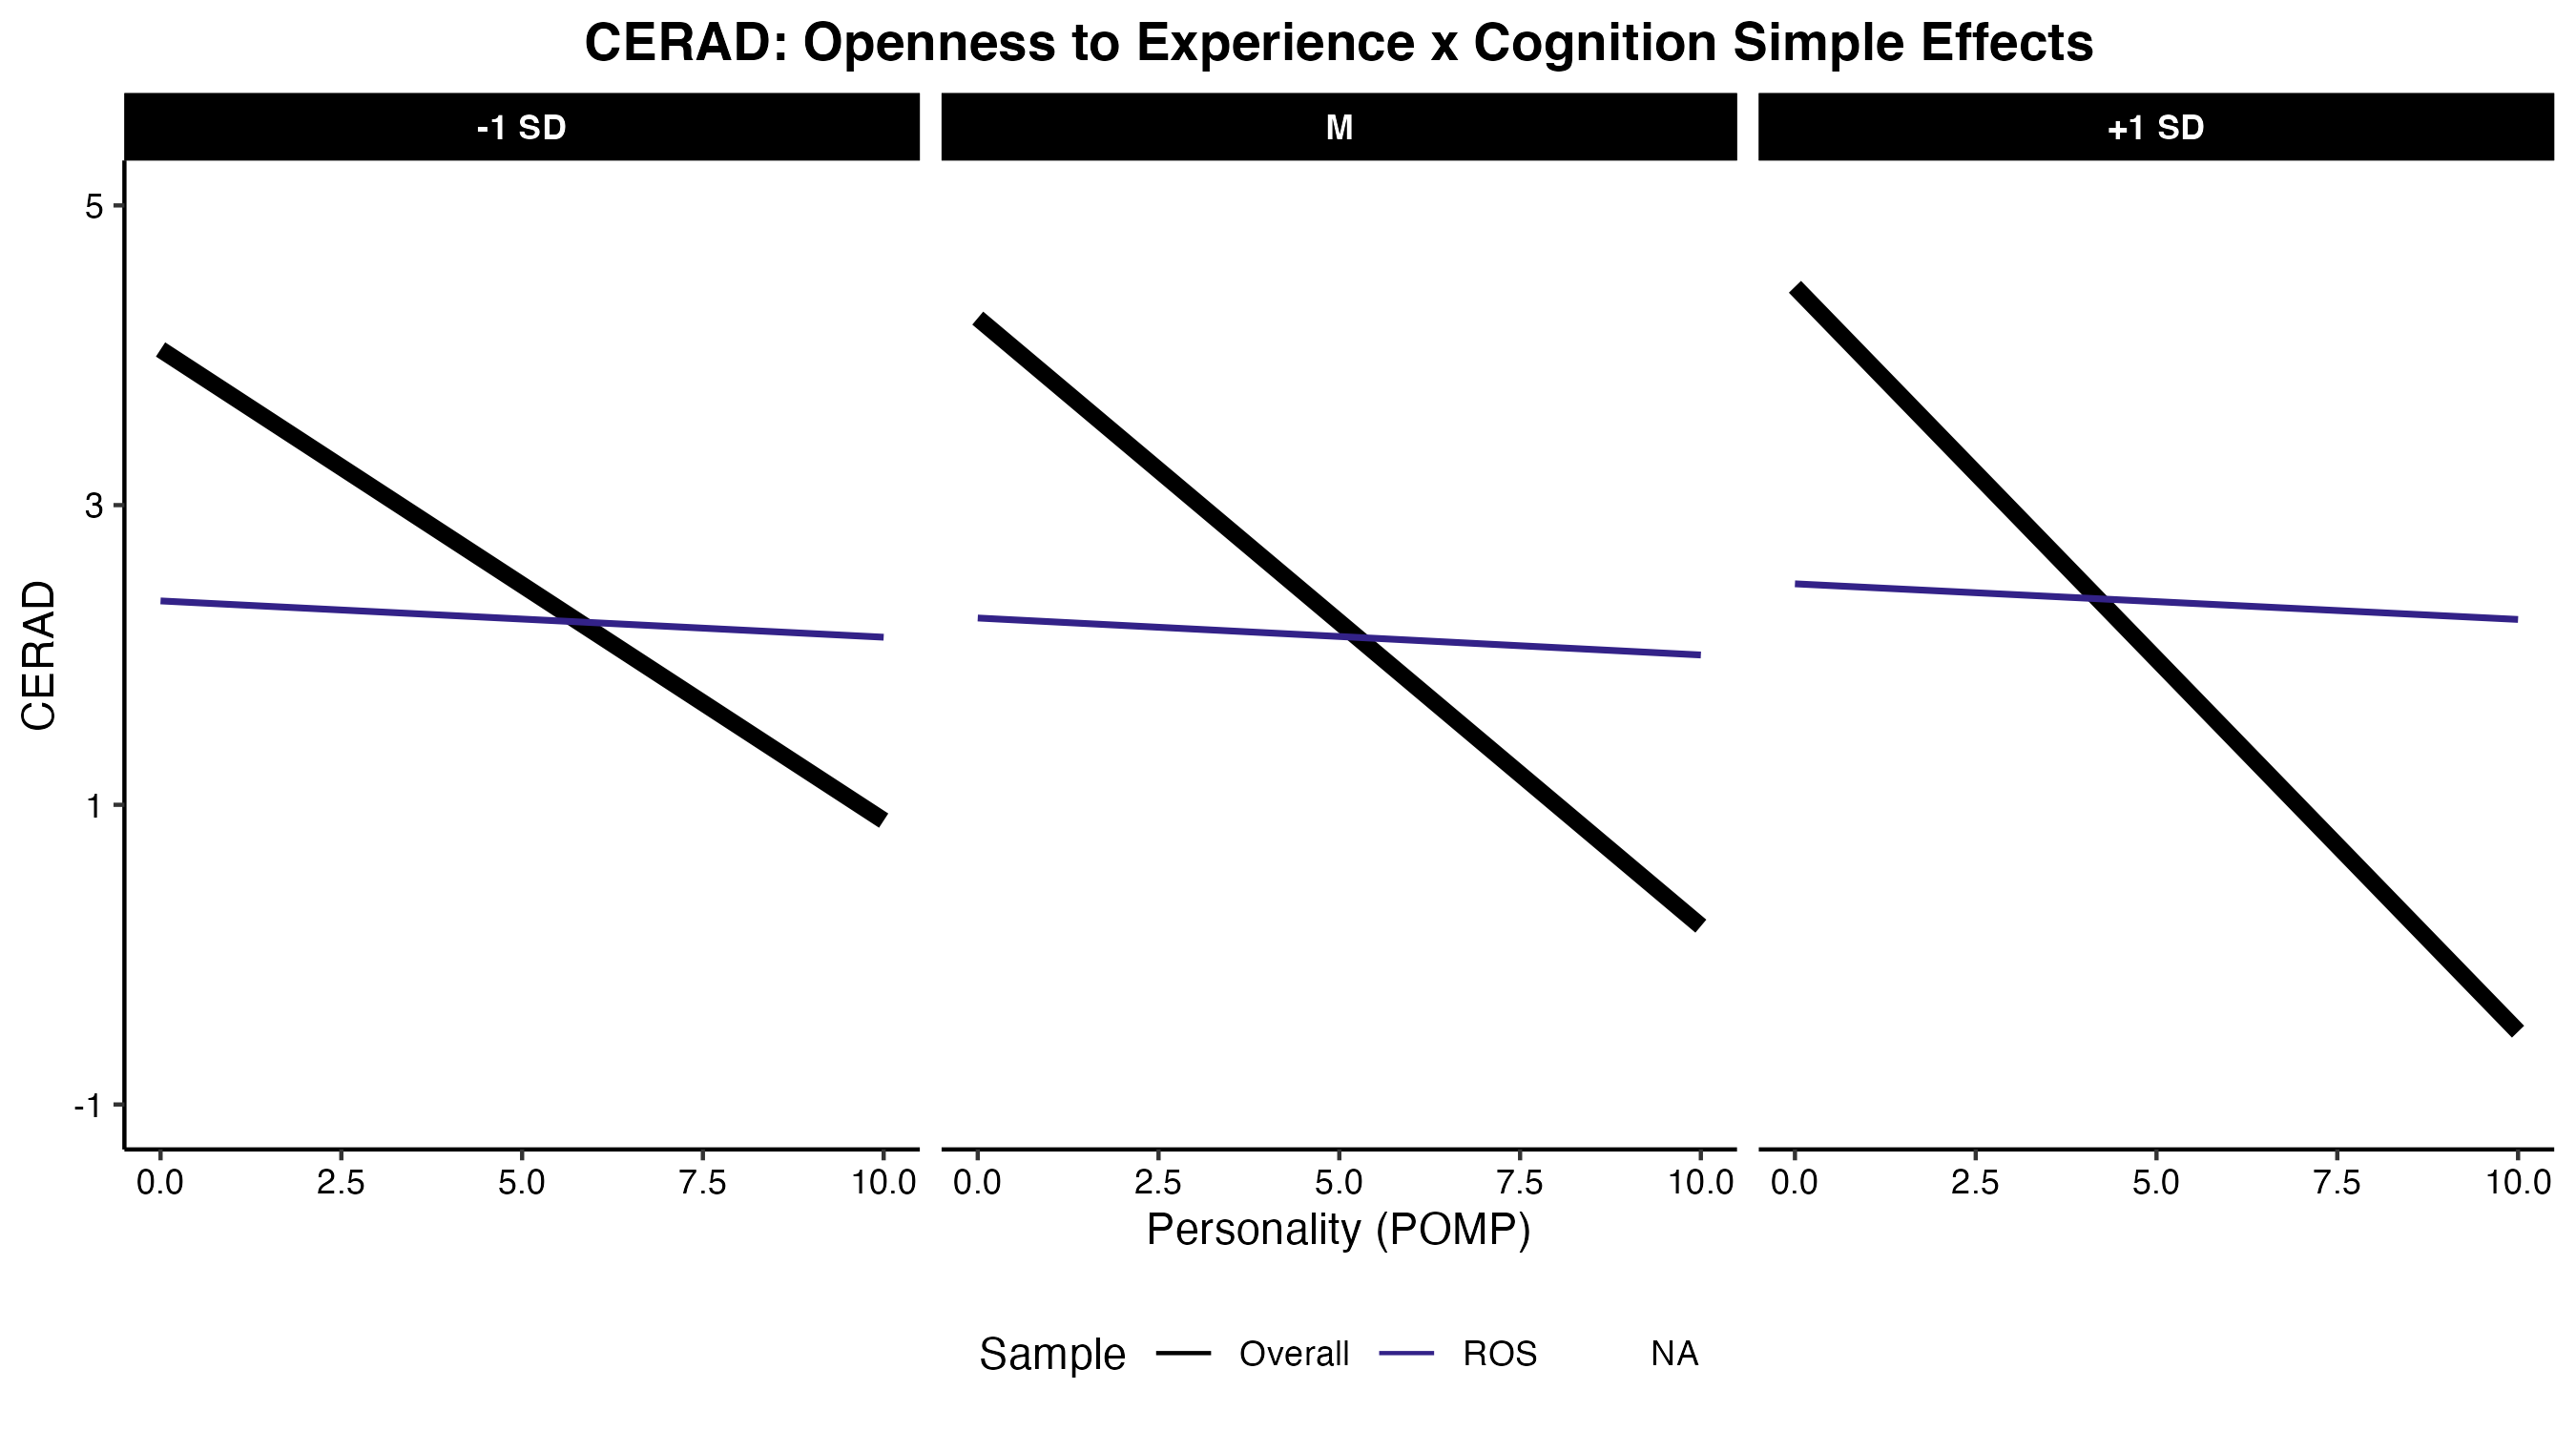 CERAD: Openness to Experience x Cognition Simple Effects
-1 SD
M
+1 SD
5
3
1
-1
CERAD
0.0 2.5 5.0 7.5 10.0
0.0 2.5 5.0 7.5 10.0
0.0 2.5 5.0 7.5 10.0
Personality (POMP)
Sample Overall ROS NA